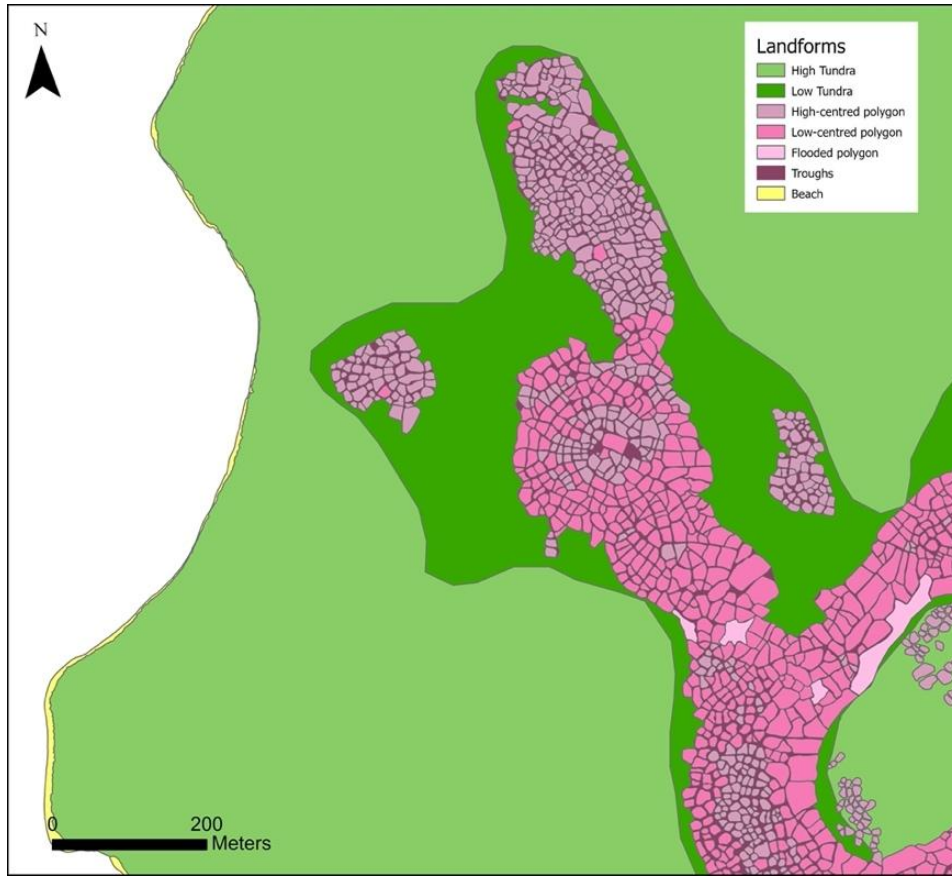 N
Landforms
High Tundra
Low Tundra
High-centred polygon
Low-centred polygon
Flooded polygon
Troughs
Beach
0 200
Meters